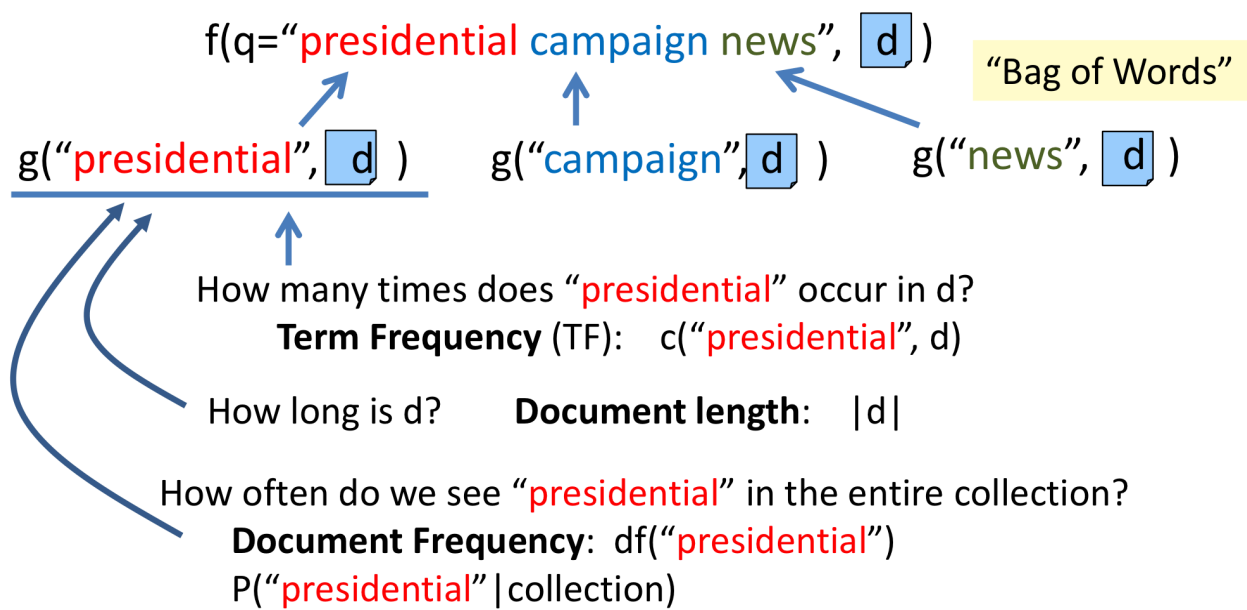 f(q=“presidential campaign news”, d )
“Bag of Words”
g(“presidential”, d ) g(“campaign”, d ) g(“news”, d )
How many times does “presidential” occur in d?
Term Frequency (TF): c(“presidential”, d)
How long is d? Document length: |d|
How often do we see “presidential” in the entire collection?
Document Frequency: df(“presidential”)
P(“presidential”|collection)